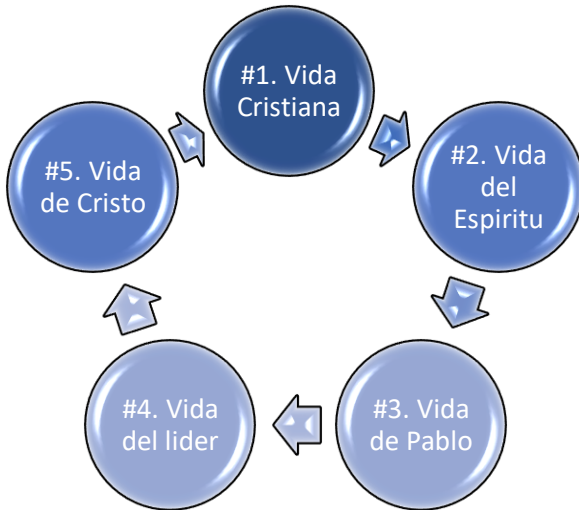 #1. Vida
Cristiana
#2. Vida
del
Espiritu
#3. Vida
de Pablo
#4. Vida
del lider
#5. Vida
de Cristo